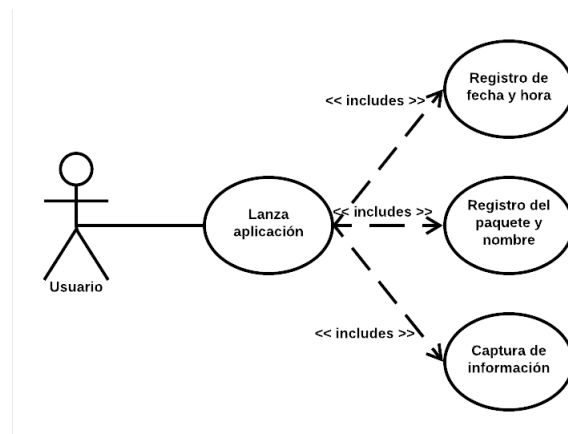 Registro de
fecha y hora
<< includes >>
Lanza
aplicación
<< includes >>
Registro del
paquete y
nombre
Usuario
<< includes >>
Captura de
información